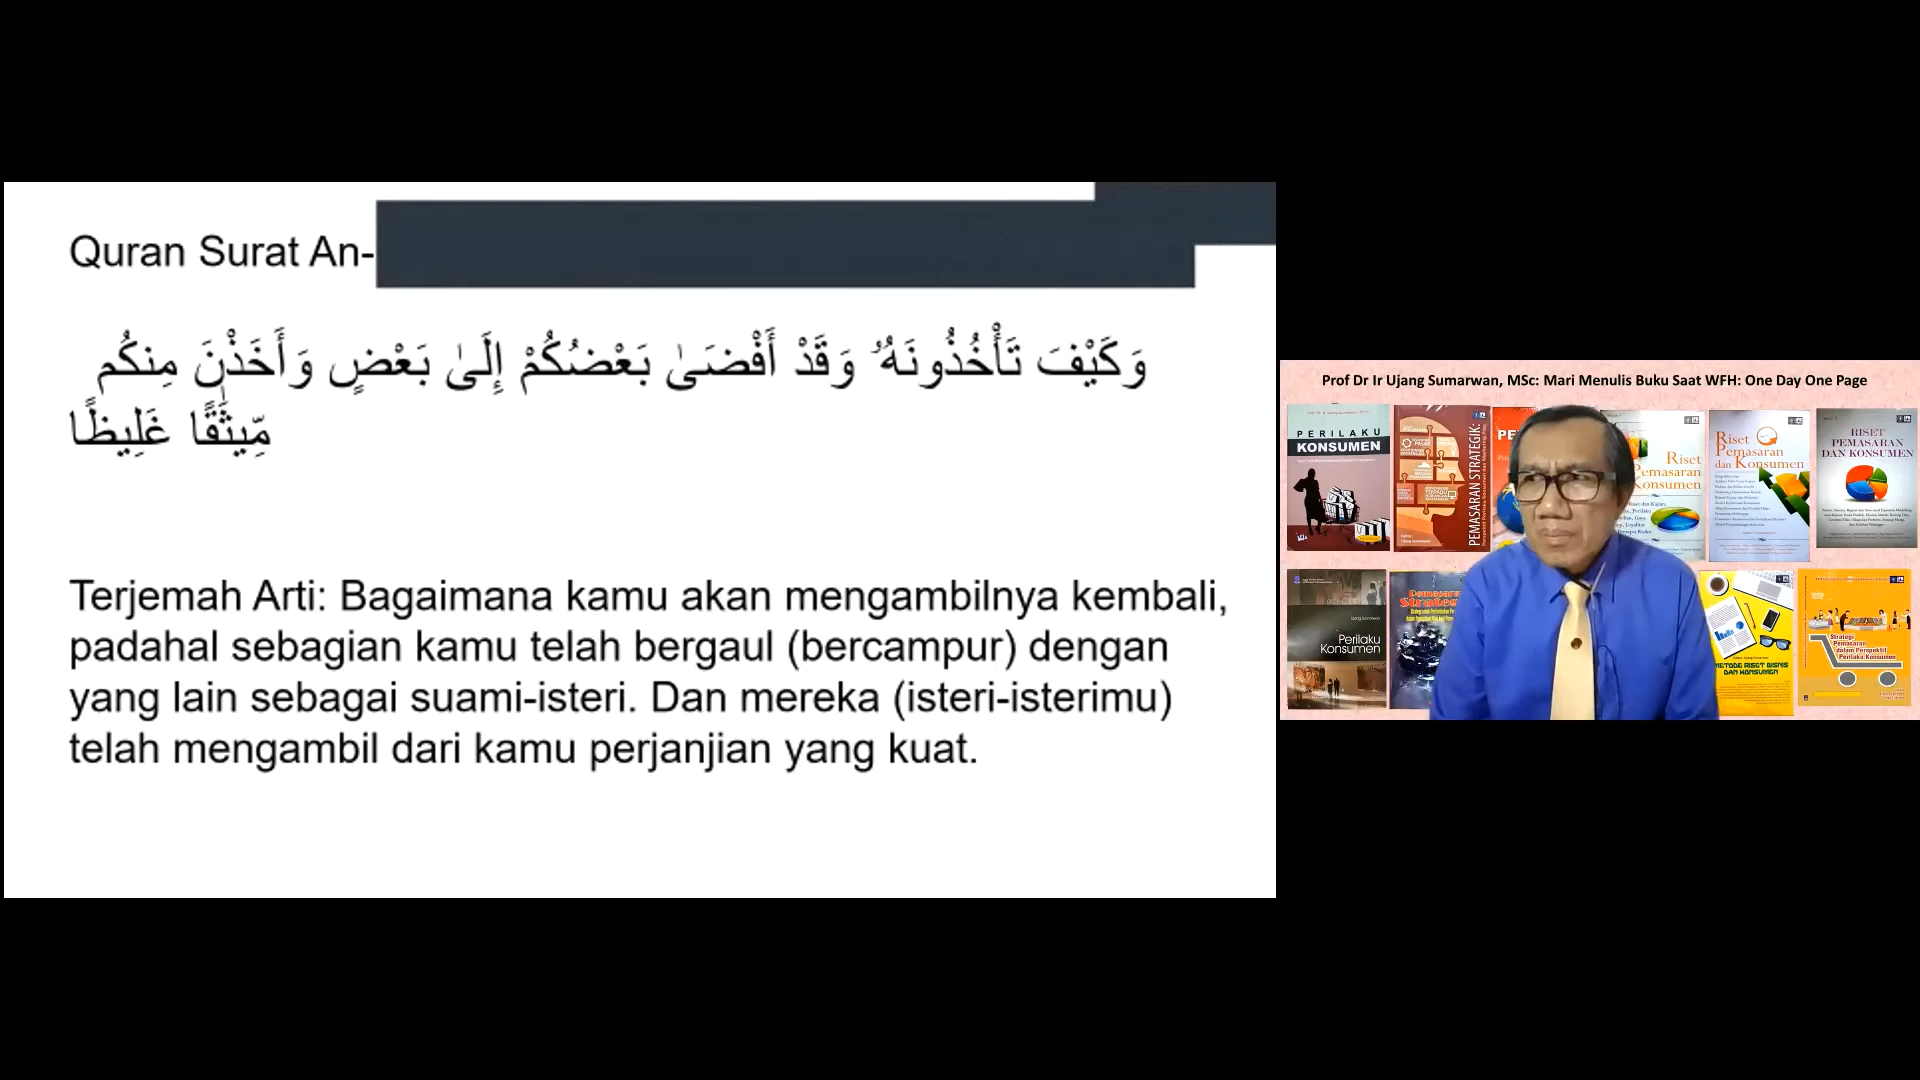 Quran Surat An-
وَكَيْفَ تَأْخُذُونَهُۥ وَقَدْ أَفْضَىٰ بَعْضُكُمْ إِلَىٰ بَعْضٍ وَأَخَذْنَ مِنكُم
مِّيثَٰقًا غَلِيظًا
Terjemah Arti: Bagaimana kamu akan mengambilnya kembali,
padahal sebagian kamu telah bergaul (bercampur) dengan
yang lain sebagai suami-isteri. Dan mereka (isteri-isterimu)
telah mengambil dari kamu perjanjian yang kuat.
Prof Dr Ir Ujang Sumarwan, MSc: Mari Menulis Buku Saat WFH: One Day One Page
PERILAKU
KONSUMEN
PEMASARAN STRATEGIK:
PE
Riset
Pemasaran
Konsumen
Riset
Pemasaran
dan Konsumen
RISET
PEMASARAN
DAN KONSUMEN
Perilaku
Konsumen
Pemasaran
METODE RISET BISNIS
DAN KONSUMEN
Strategi
Pemasaran
dalam Perspektif
Perilaku Konsumen